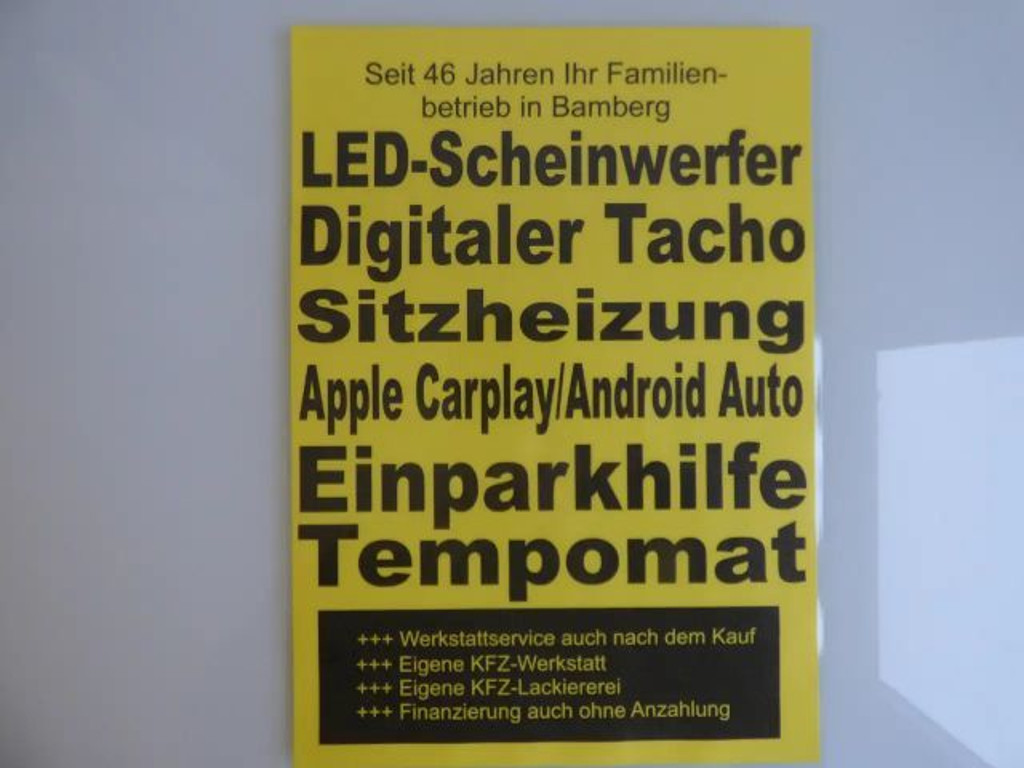 Seit 46 Jahren Ihr Familien-
betrieb in Bamberg
LED-Scheinwerfer
Digitaler Tacho
Sitzheizung
Apple Carplay/Android Auto
Einparkhilfe
Tempomat
+++ Werkstattservice auch nach dem Kauf
+++ Eigene KFZ-Werkstatt
+++ Eigene KFZ-Lackiererei
+++ Finanzierung auch ohne Anzahlung